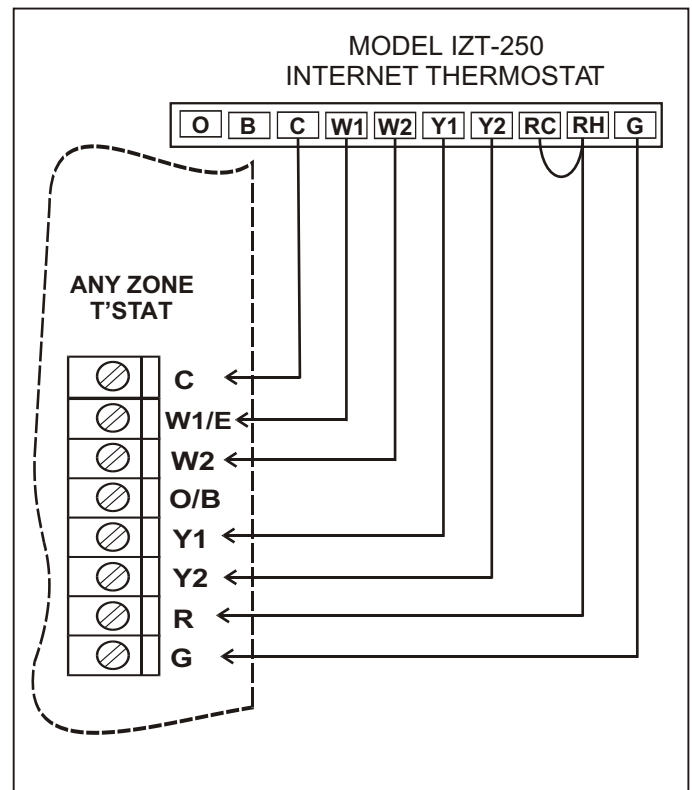 MODEL IZT-250
INTERNET THERMOSTAT
O B C W1 W2 Y1 Y2 RC RH G
ANY ZONE
T'STAT
C
W1/E
W2
O/B
Y1
Y2
R
G